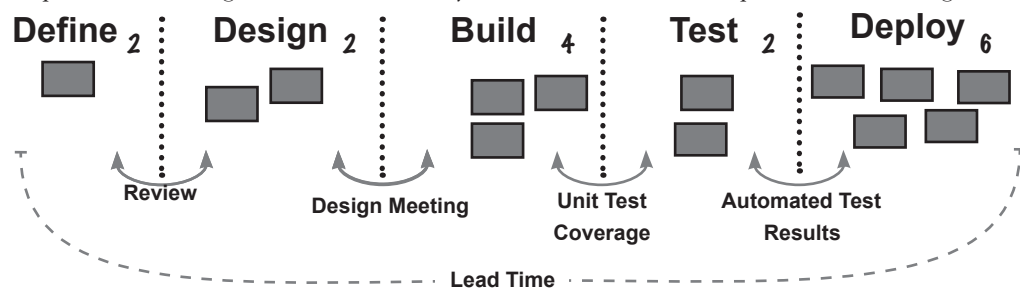 Define 2 Design 2 Build 4 Test 2 Deploy 6
Review
Design Meeting
Unit Test
Coverage
Automated Test
Results
Lead Time